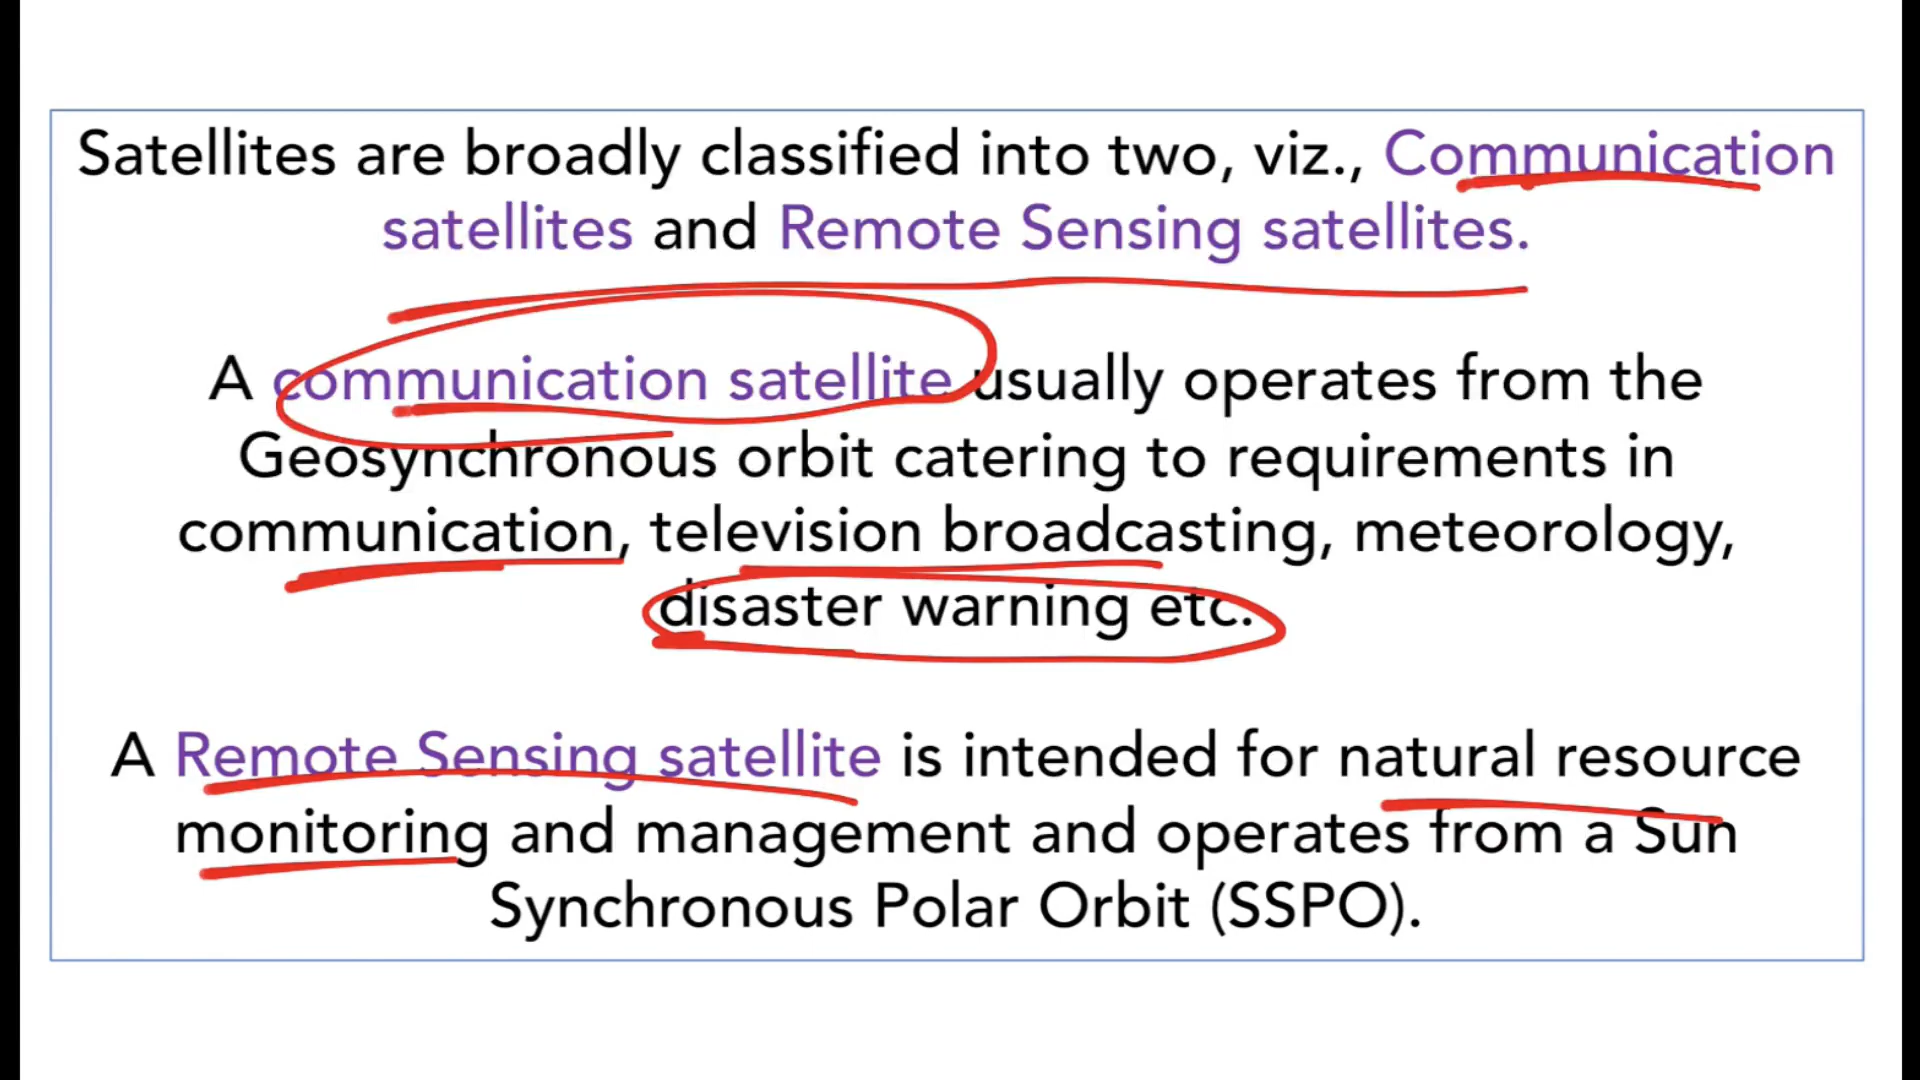 Satellites are broadly classified into two, viz., Communication
satellites and Remote Sensing satellites.
A communication satellite usually operates from the
Geosynchronous orbit catering to requirements in
communication, television broadcasting, meteorology,
disaster warning etc.
A Remote Sensing satellite is intended for natural resource
monitoring and management and operates from a Sun
Synchronous Polar Orbit (SSPO).